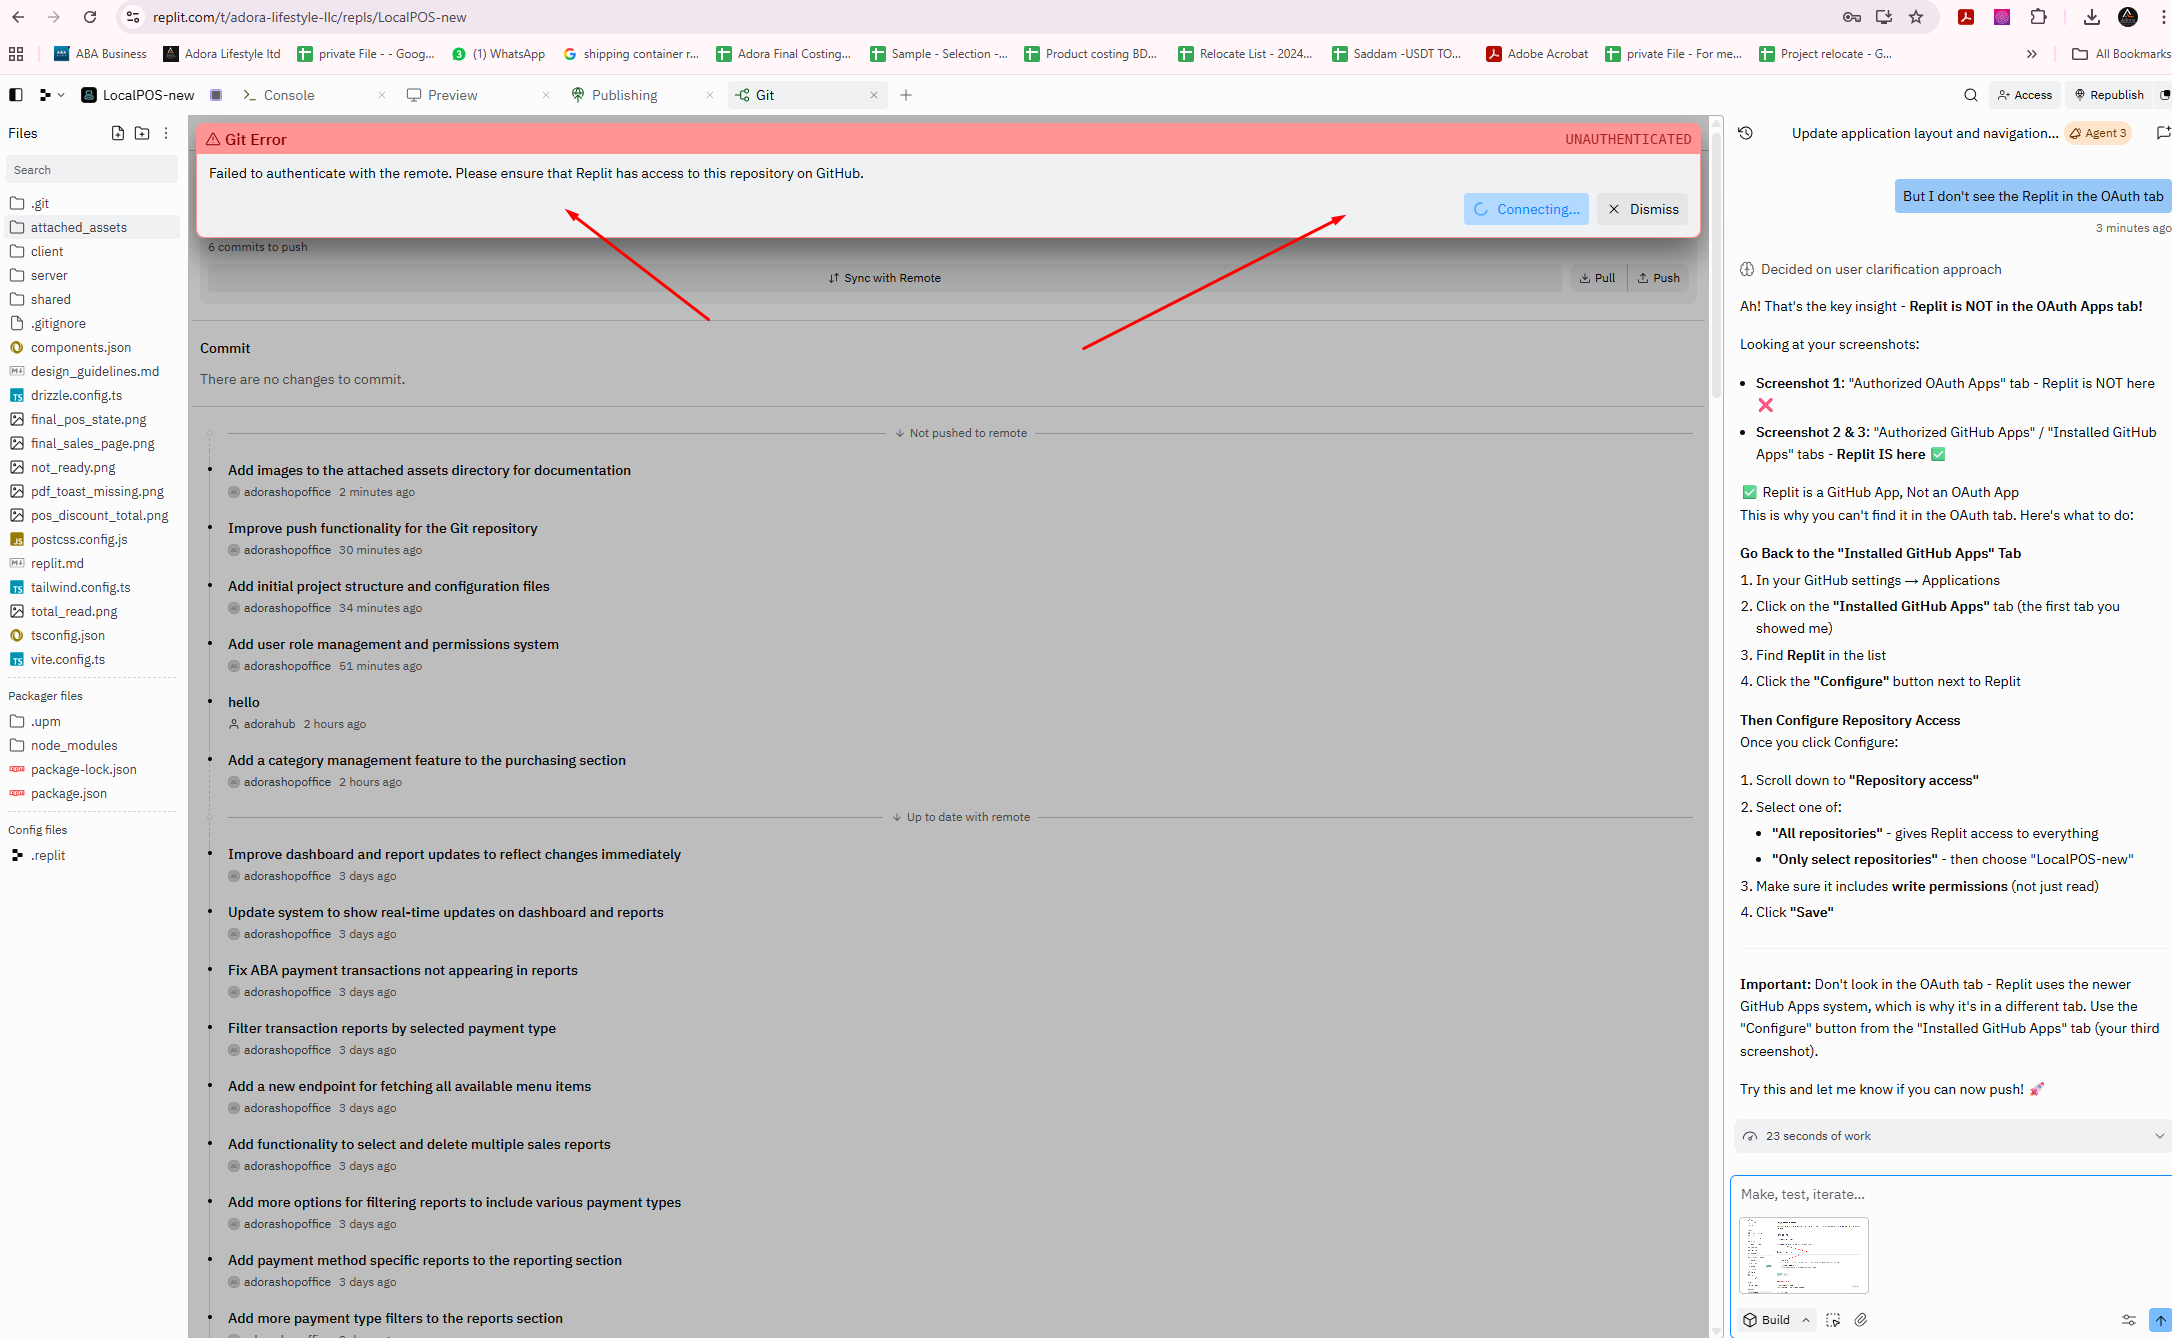 replit.com/t/adora-lifestyle-llc/repls/LocalPOS-new
ABA Business
Adora Lifestyle ltd
private File - - Goog...
(1) WhatsApp
shipping container r...
Adora Final Costing...
Sample - Selection -...
Product costing BD...
Relocate List - 2024...
Saddam -USDT TO...
Adobe Acrobat
private File - For me...
Project relocate - G...
All Bookmarks
LocalPOS-new
Console
Preview
Publishing
Git
Access
Republish
Files
Search
.git
attached_assets
client
server
shared
.gitignore
components.json
design_guidelines.md
drizzle.config.ts
final_pos_state.png
final_sales_page.png
not_ready.png
pdf_toast_missing.png
pos_discount_total.png
postcss.config.js
replit.md
tailwind.config.ts
total_read.png
tsconfig.json
vite.config.ts
Packager files
.upm
node_modules
package-lock.json
package.json
Config files
.replit
Git Error
UNAUTHENTICATED
Failed to authenticate with the remote. Please ensure that Replit has access to this repository on GitHub.
Connecting...
Dismiss
6 commits to push
Sync with Remote
Pull
Push
Commit
There are no changes to commit.
Not pushed to remote
Add images to the attached assets directory for documentation
adorashopoffice 2 minutes ago
Improve push functionality for the Git repository
adorashopoffice 30 minutes ago
Add initial project structure and configuration files
adorashopoffice 34 minutes ago
Add user role management and permissions system
adorashopoffice 51 minutes ago
hello
adorahub 2 hours ago
Add a category management feature to the purchasing section
adorashopoffice 2 hours ago
Up to date with remote
Improve dashboard and report updates to reflect changes immediately
adorashopoffice 3 days ago
Update system to show real-time updates on dashboard and reports
adorashopoffice 3 days ago
Fix ABA payment transactions not appearing in reports
adorashopoffice 3 days ago
Filter transaction reports by selected payment type
adorashopoffice 3 days ago
Add a new endpoint for fetching all available menu items
adorashopoffice 3 days ago
Add functionality to select and delete multiple sales reports
adorashopoffice 3 days ago
Add more options for filtering reports to include various payment types
adorashopoffice 3 days ago
Add payment method specific reports to the reporting section
adorashopoffice 3 days ago
Add more payment type filters to the reports section
Update application layout and navigation...
Agent 3
But I don't see the Replit in the OAuth tab
3 minutes ago
Decided on user clarification approach
Ah! That's the key insight - Replit is NOT in the OAuth Apps tab!
Looking at your screenshots:
• Screenshot 1: "Authorized OAuth Apps" tab - Replit is NOT here
❌
• Screenshot 2 & 3: "Authorized GitHub Apps" / "Installed GitHub
Apps" tabs - Replit IS here ✅
✅ Replit is a GitHub App, Not an OAuth App
This is why you can't find it in the OAuth tab. Here's what to do:
Go Back to the "Installed GitHub Apps" Tab
1. In your GitHub settings → Applications
2. Click on the "Installed GitHub Apps" tab (the first tab you
showed me)
3. Find Replit in the list
4. Click the "Configure" button next to Replit
Then Configure Repository Access
Once you click Configure:
1. Scroll down to "Repository access"
2. Select one of:
• "All repositories" - gives Replit access to everything
• "Only select repositories" - then choose "LocalPOS-new"
3. Make sure it includes write permissions (not just read)
4. Click "Save"
Important: Don't look in the OAuth tab - Replit uses the newer
GitHub Apps system, which is why it's in a different tab. Use the
"Configure" button from the "Installed GitHub Apps" tab (your third
screenshot).
Try this and let me know if you can now push! 🚀
23 seconds of work
Make, test, iterate...
Build